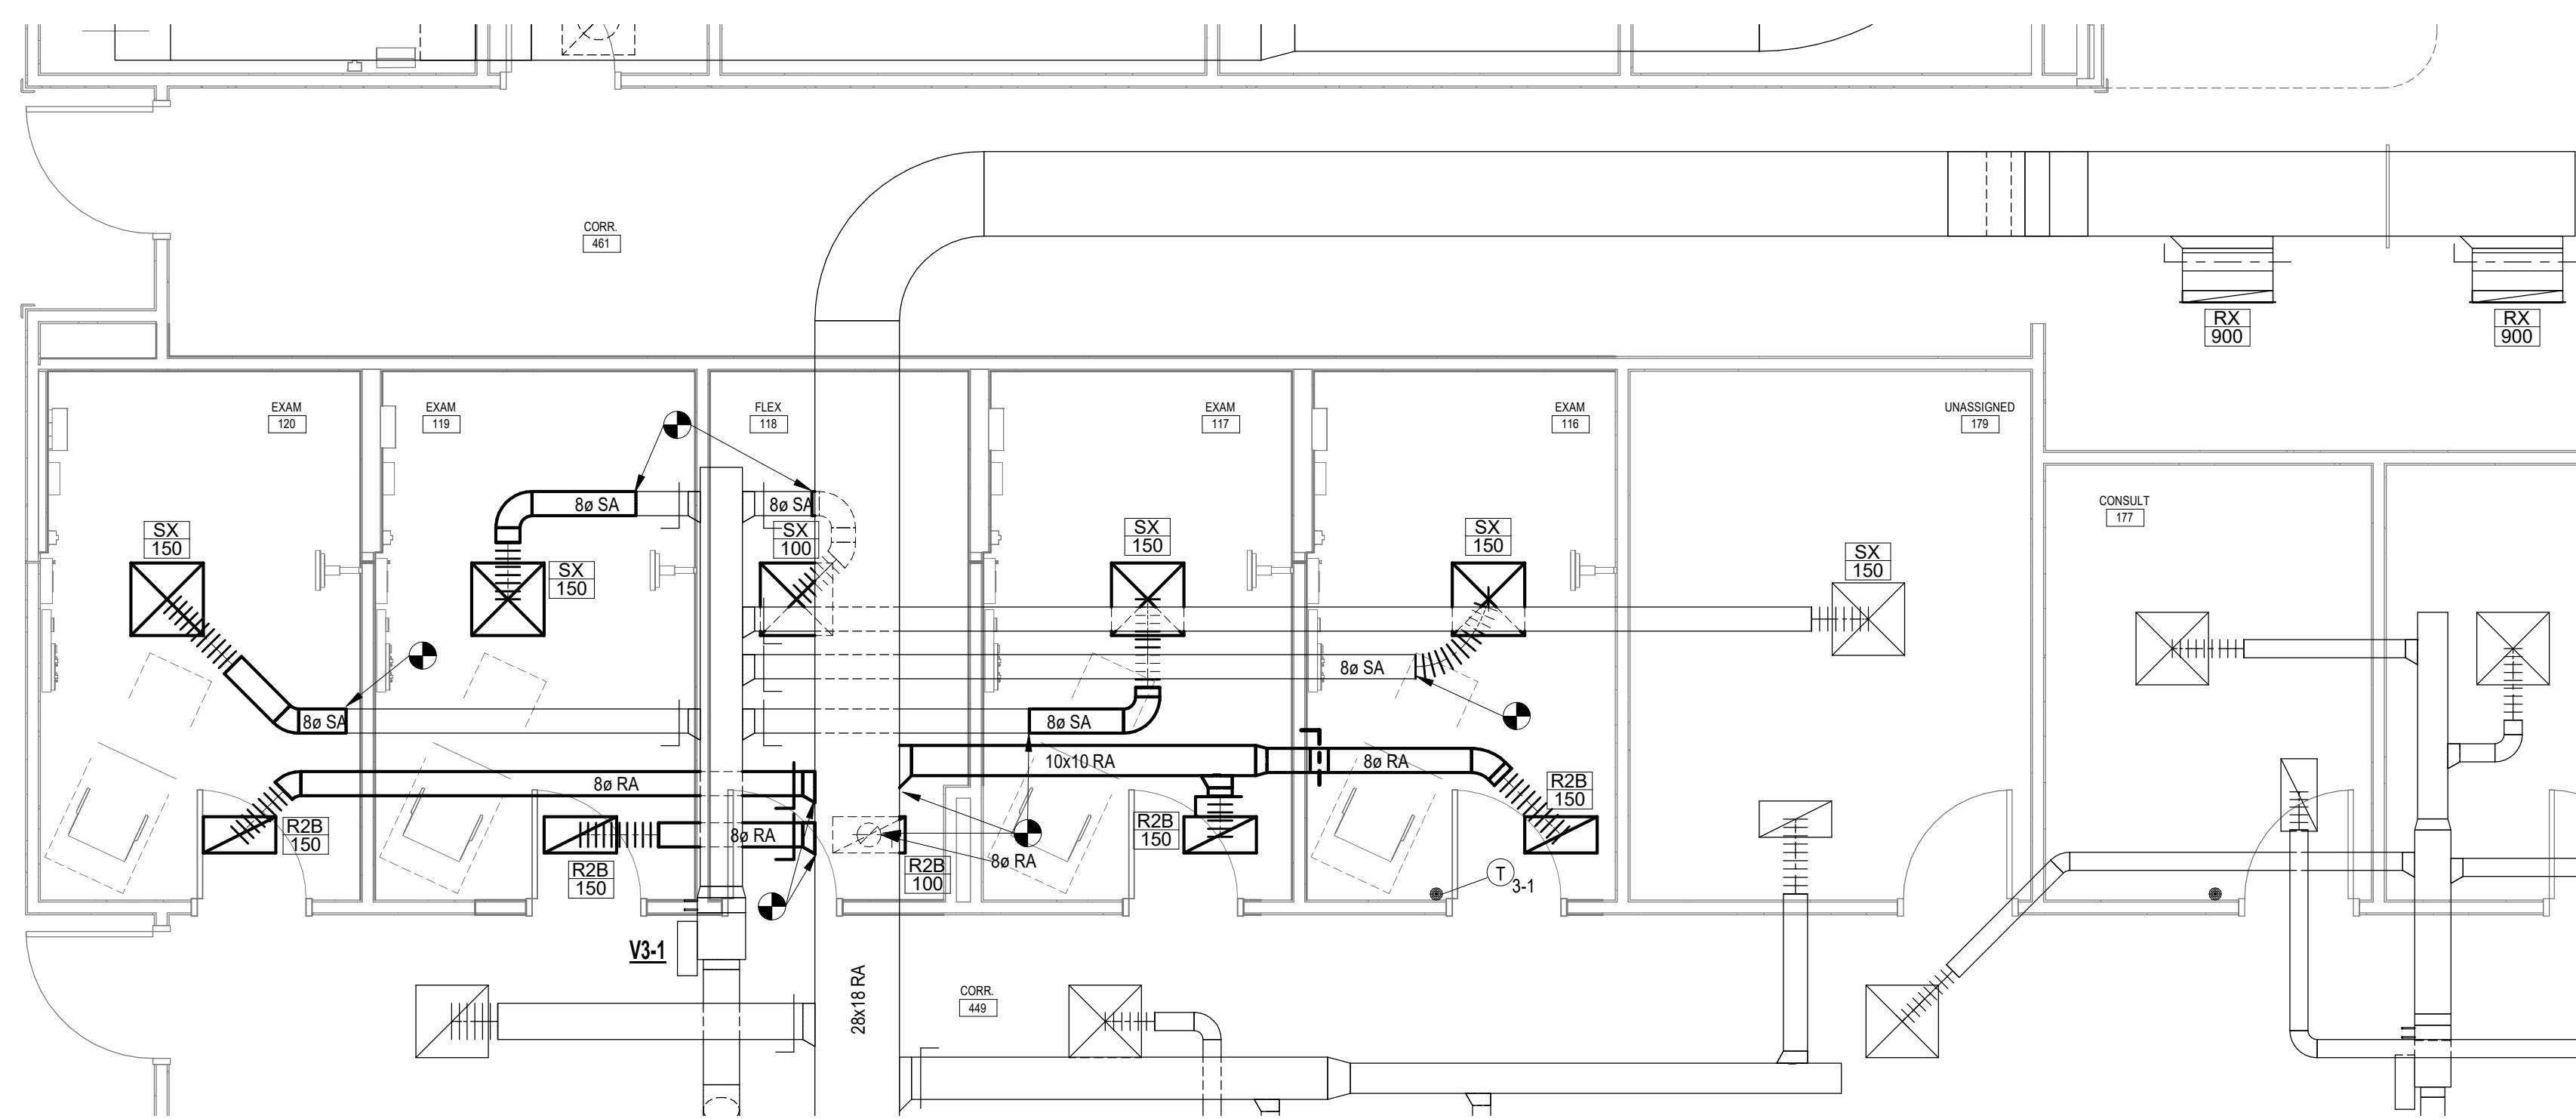 CORR.
461
RX
900
RX
900
EXAM
120
EXAM
119
FLEX
118
EXAM
117
EXAM
116
UNASSIGNED
179
CONSULT
177
8ø SA
8ø SA
SX
150
SX
100
SX
150
SX
150
SX
150
SX
150
8ø SA
8ø SA
8ø SA
10x10 RA
8ø RA
8ø RA
R2B
150
R2B
150
8ø RA
R2B
150
R2B
150
8ø RA
R2B
100
T
3-1
V3-1
28x18 RA
CORR.
449